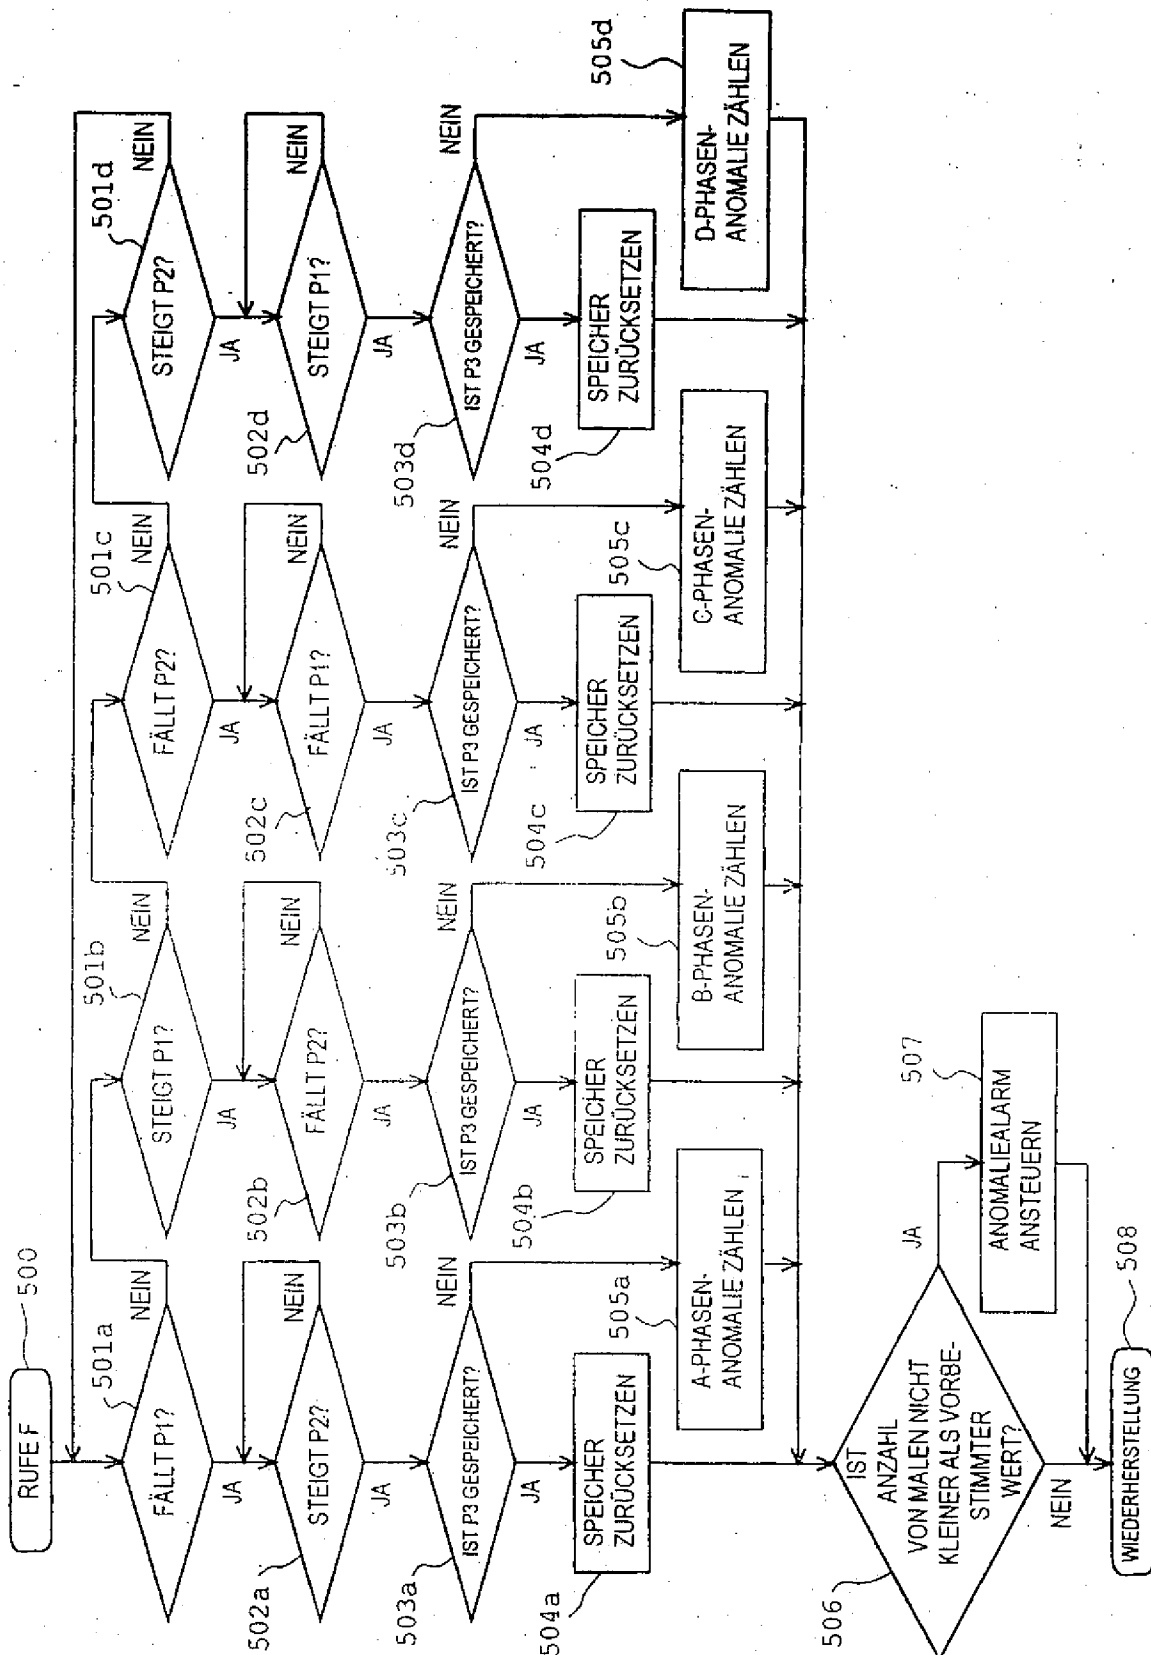 RUFE F
500
FÄLLT P1?
501a
JA
NEIN
STEIGT P2?
502a
JA
NEIN
IST P3 GESPEICHERT?
503a
JA
NEIN
SPEICHER
ZURÜCKSETZEN
504a
A-PHASEN-
ANOMALIE ZÄHLEN
505a
STEIGT P1?
501b
JA
NEIN
FÄLLT P2?
502b
JA
NEIN
IST P3 GESPEICHERT?
503b
JA
NEIN
SPEICHER
ZURÜCKSETZEN
504b
B-PHASEN-
ANOMALIE ZÄHLEN
505b
FÄLLT P2?
501c
JA
NEIN
FÄLLT P1?
502c
JA
NEIN
IST P3 GESPEICHERT?
503c
JA
NEIN
SPEICHER
ZURÜCKSETZEN
504c
C-PHASEN-
ANOMALIE ZÄHLEN
505c
STEIGT P2?
501d
JA
NEIN
STEIGT P1?
502d
JA
NEIN
IST P3 GESPEICHERT?
503d
JA
NEIN
SPEICHER
ZURÜCKSETZEN
504d
D-PHASEN-
ANOMALIE ZÄHLEN
505d
IST
ANZAHL
VON MALEN NICHT
KLEINER ALS VORBE-
STIMMTER
WERT?
506
JA
NEIN
ANOMALIEALARM
ANSTEUERN
507
WIEDERHERSTELLUNG
508